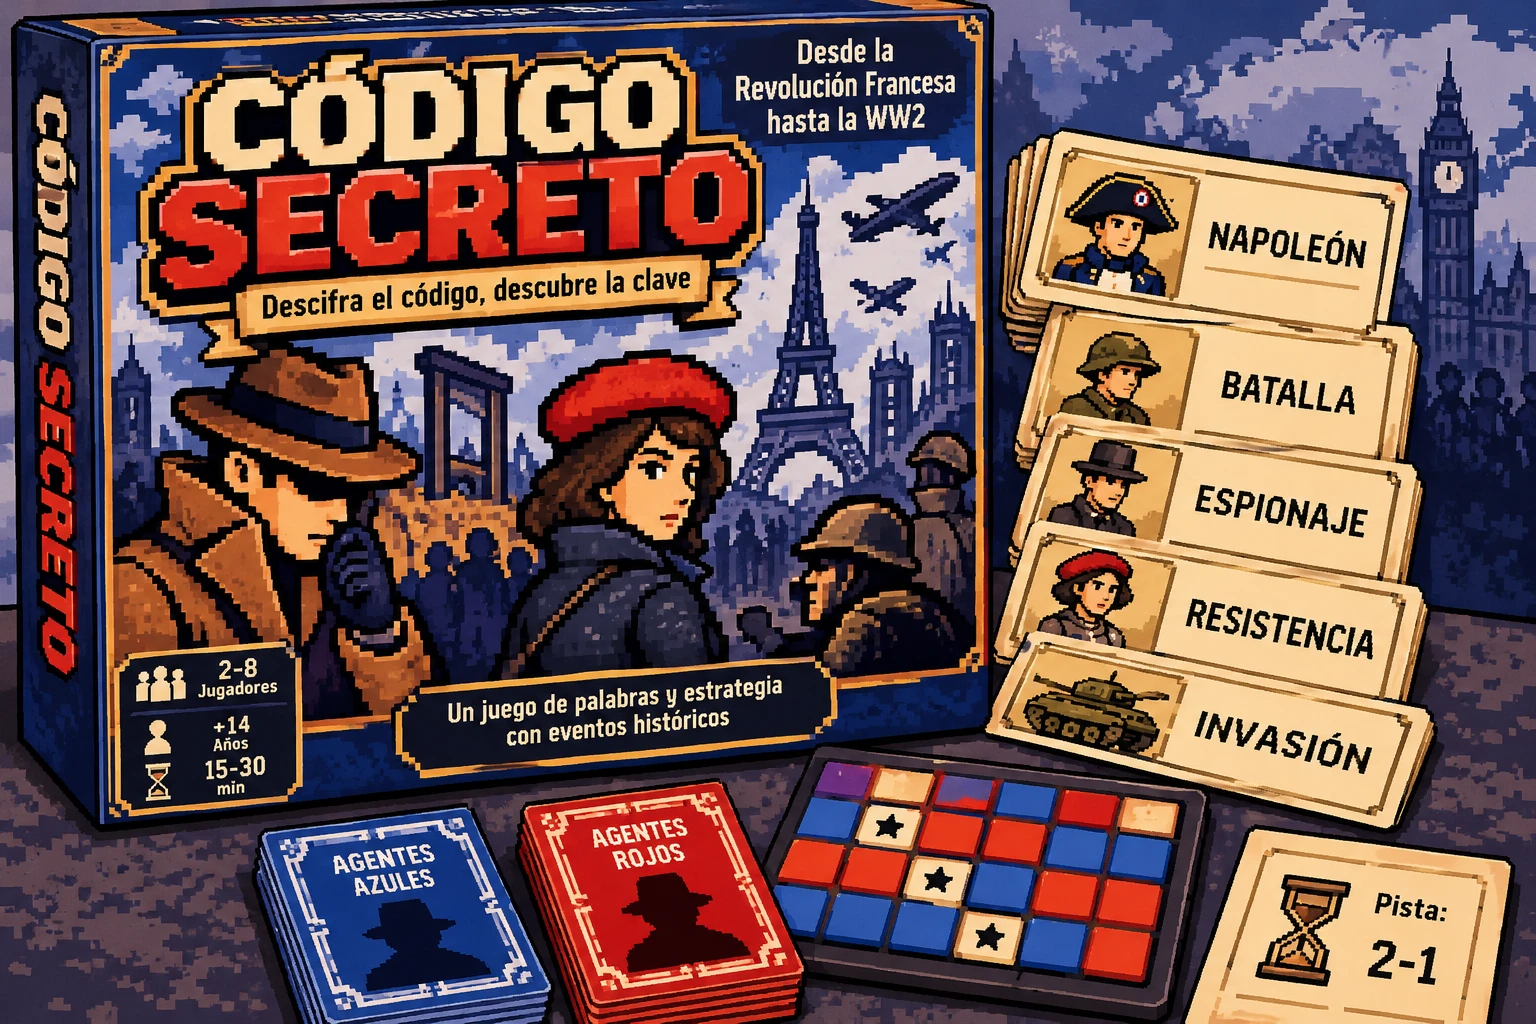 CÓDIGO
SECRETO
Descifra el código, descubre la clave
Desde la
Revolución Francesa
hasta la WW2
CÓDIGO SECRETO
2-8
Jugadores
+14
Años
15-30
min
Un juego de palabras y estrategia
con eventos históricos
NAPOLEÓN
BATALLA
ESPIONAJE
RESISTENCIA
INVASIÓN
AGENTES
AZULES
AGENTES
ROJOS
Pista:
2-1